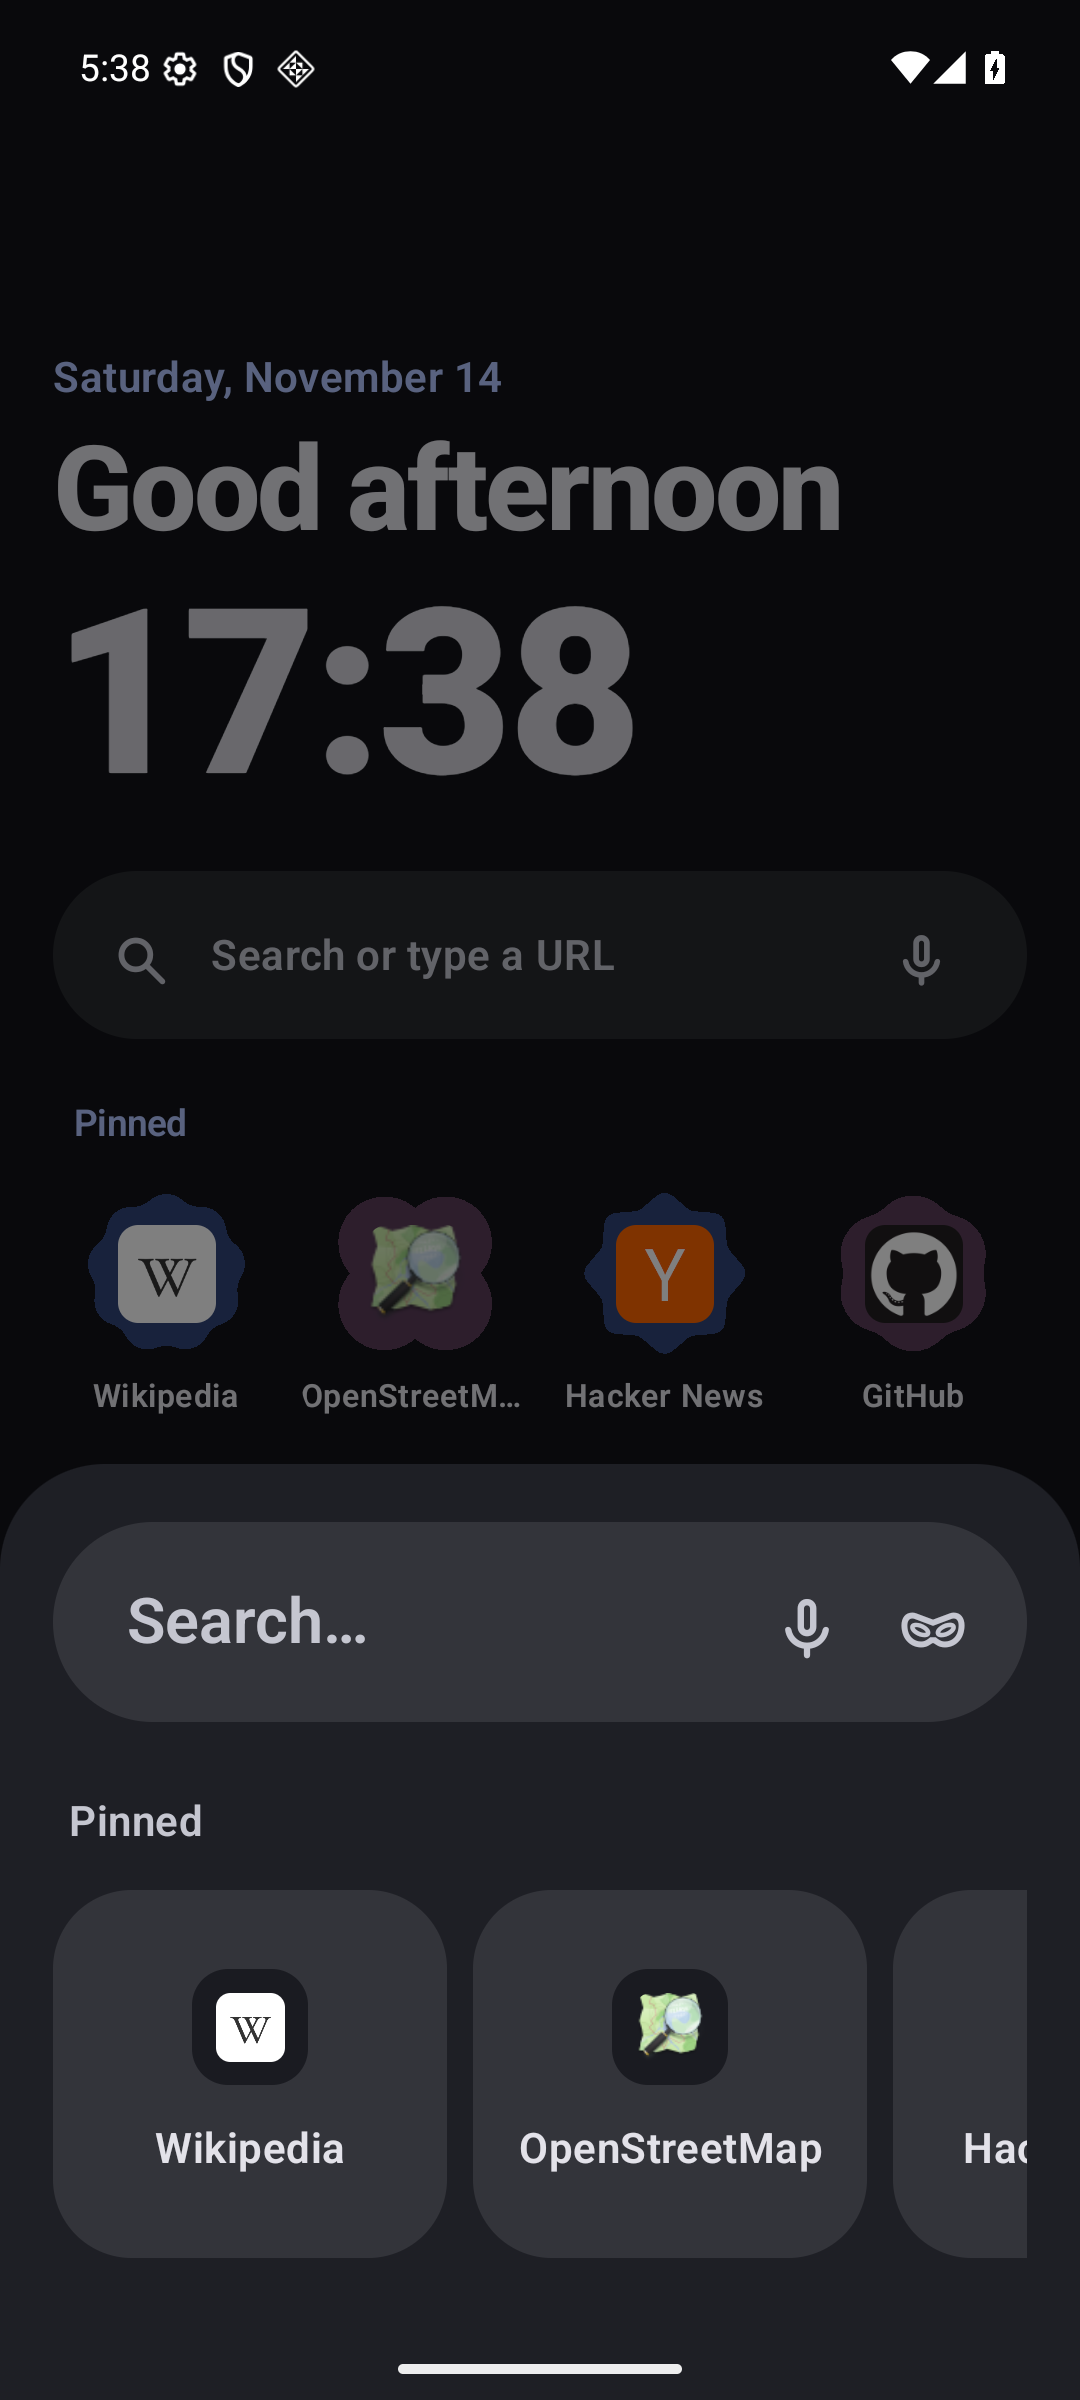 5:38
Saturday, November 14
Good afternoon
17:38
Search or type a URL
Pinned
W
Y
Wikipedia
OpenStreetM...
Hacker News
GitHub
Search...
Pinned
W
Wikipedia
OpenStreetMap
Hac